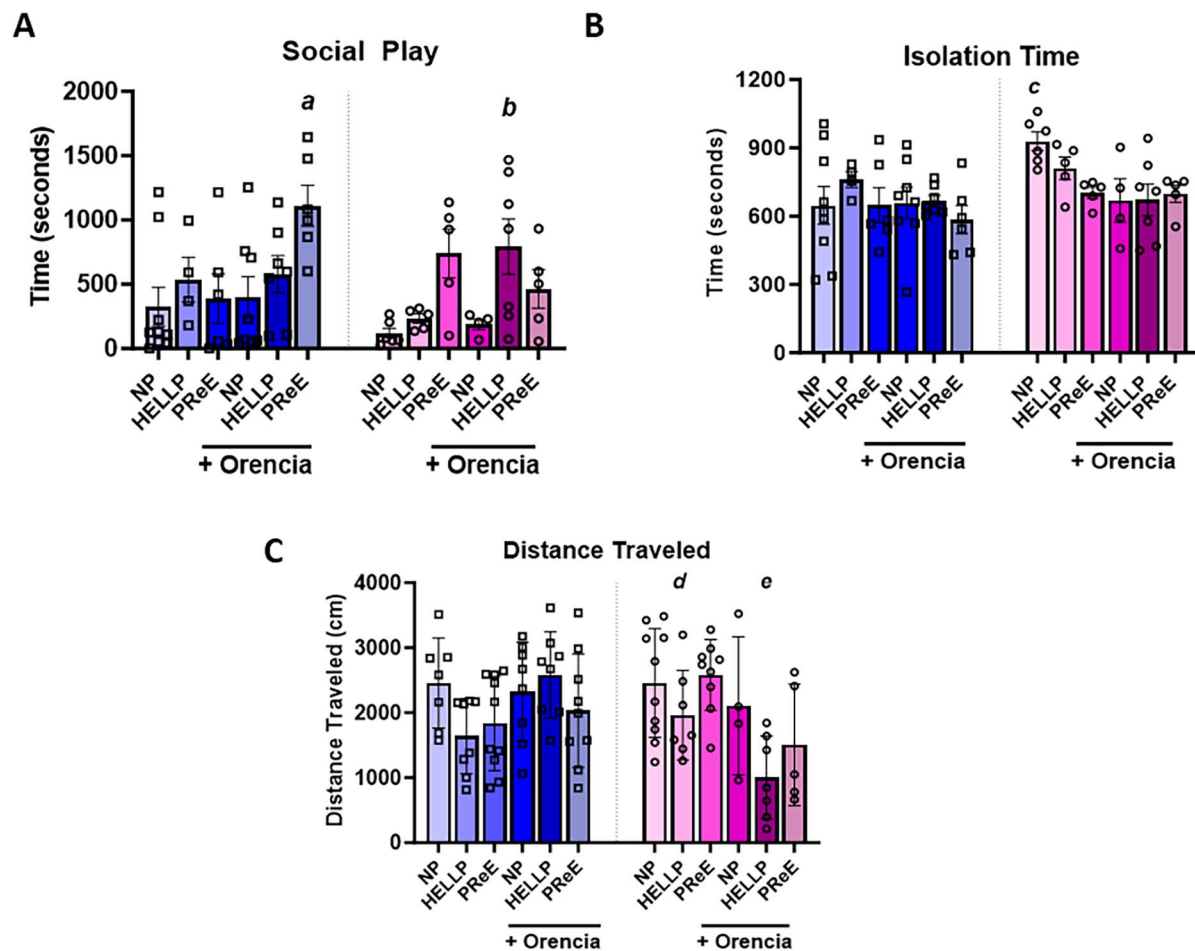 A
Social Play
a
b
2000
1500
1000
500
0
Time (seconds)
NP HELLP PReE NP HELLP PReE NP HELLP PReE NP HELLP PReE
+ Orencia + Orencia
B
Isolation Time
c
1200
900
600
300
0
Time (seconds)
NP HELLP PReE NP HELLP PReE NP HELLP PReE NP HELLP PReE
+ Orencia + Orencia
C
Distance Traveled
d
e
4000
3000
2000
1000
0
Distance Traveled (cm)
NP HELLP PReE NP HELLP PReE NP HELLP PReE NP HELLP PReE
+ Orencia + Orencia